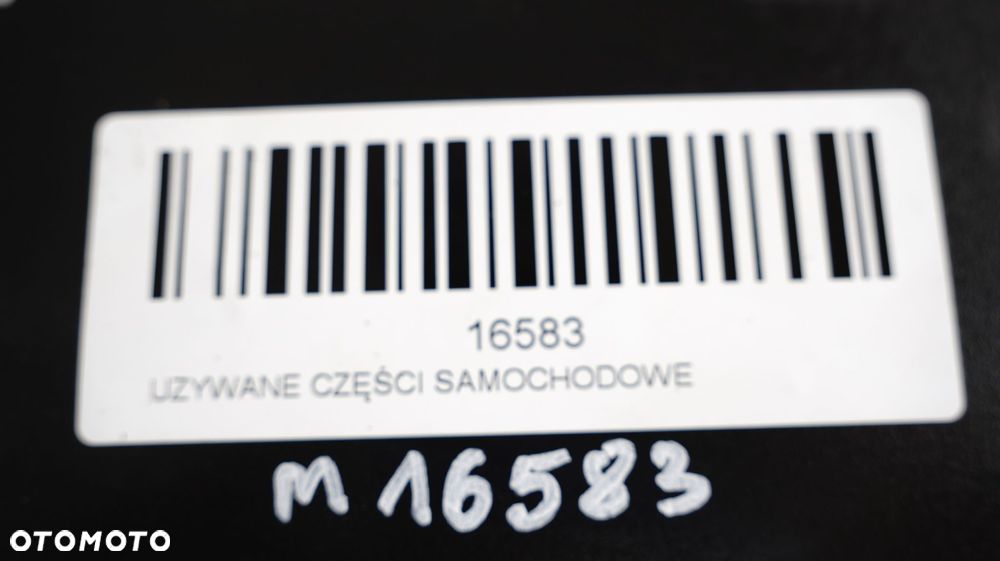 16583
UZYWANE CZĘŚCI SAMOCHODOWE
M 16583
OTOMOTO